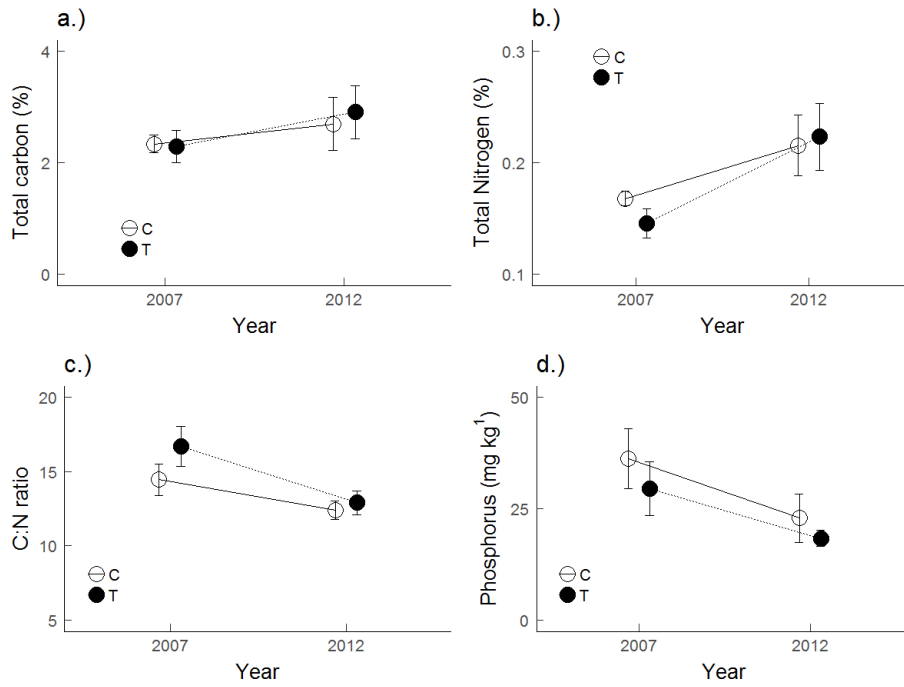 a.)
Total carbon (%)
4
2
0
C
T
2007
2012
Year
b.)
Total Nitrogen (%)
0.3
0.2
0.1
C
T
2007
2012
Year
c.)
C:N ratio
20
15
10
5
C
T
2007
2012
Year
d.)
Phosphorus (mg kg¹)
50
25
0
C
T
2007
2012
Year